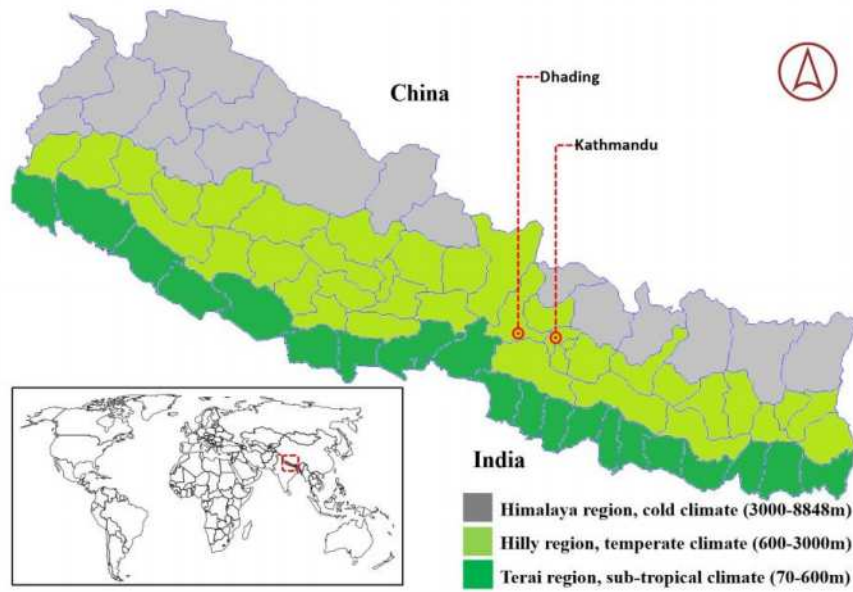 Dhading
China
Kathmandu
India
Himalaya region, cold climate (3000-8848m)
Hilly region, temperate climate (600-3000m)
Terai region, sub-tropical climate (70-600m)